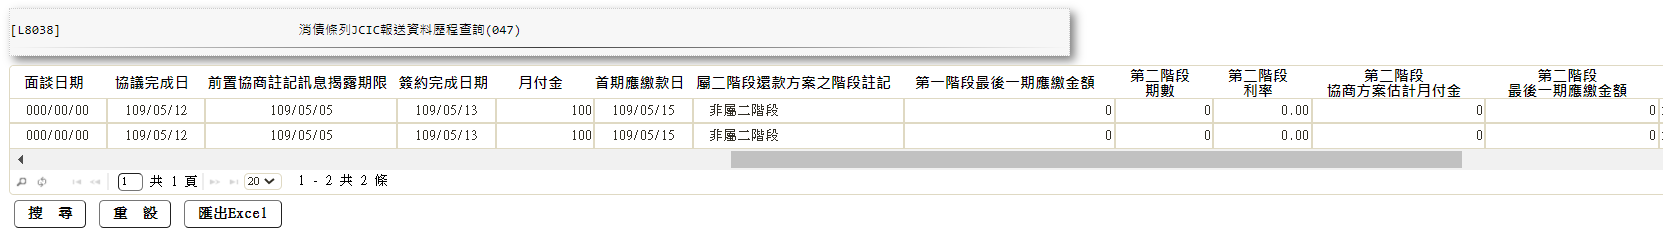 [L8038] 消債條列JCIC報送資料歷程查詢(047)
面談日期 協議完成日 前置協商註記訊息揭露期限 簽約完成日期 月付金 首期應繳款日 屬二階段還款方案之階段註記 第一階段最後一期應繳金額 第二階段期數 第二階段利率 第二階段協商方案估計月付金 第二階段最後一期應繳金額
000/00/00 109/05/12 109/05/05 109/05/13 100 109/05/15 非屬二階段 0 0 0.00 0 0
000/00/00 109/05/12 109/05/05 109/05/13 100 109/05/15 非屬二階段 0 0 0.00 0 0
1 共 1 頁 20 1 - 2 共 2 條
搜 尋 重 設 匯出Excel